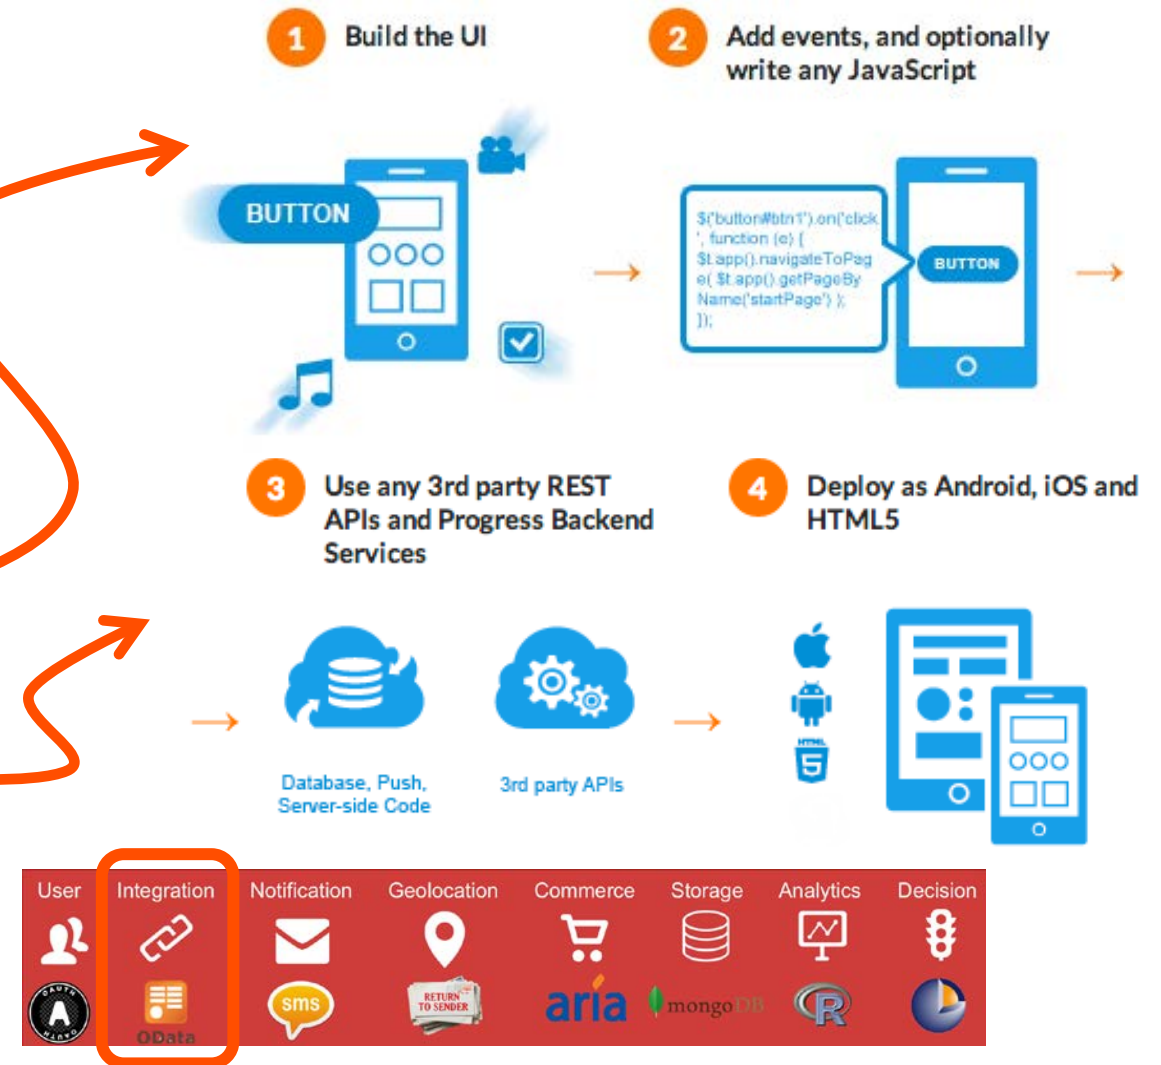 1 Build the UI
2 Add events, and optionally
write any JavaScript
BUTTON
$('button#btn1').on('click
', function (e) {
$t.app().navigateToPag
e( $t.app().getPageBy
Name('startPage') );
});
BUTTON
3 Use any 3rd party REST
APIs and Progress Backend
Services
4 Deploy as Android, iOS and
HTML5
HTML
5
Database, Push,
Server-side Code
3rd party APIs
User Integration Notification Geolocation Commerce Storage Analytics Decision
OAUTH
A
OAUTH
OData
sms
RETURN
TO SENDER
aria
mongoDB
R